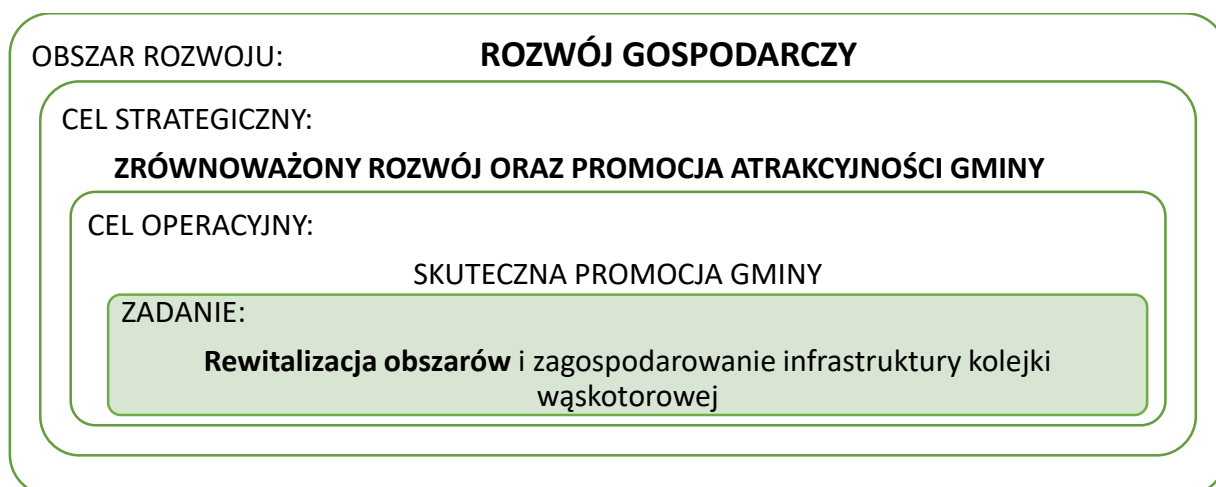 OBSZAR ROZWOJU: ROZWÓJ GOSPODARCZY
CEL STRATEGICZNY:
ZRÓWNOWAŻONY ROZWÓJ ORAZ PROMOCJA ATRAKCYJNOŚCI GMINY
CEL OPERACYJNY:
SKUTECZNA PROMOCJA GMINY
ZADANIE:
Rewitalizacja obszarów i zagospodarowanie infrastruktury kolejki
wąskotorowej